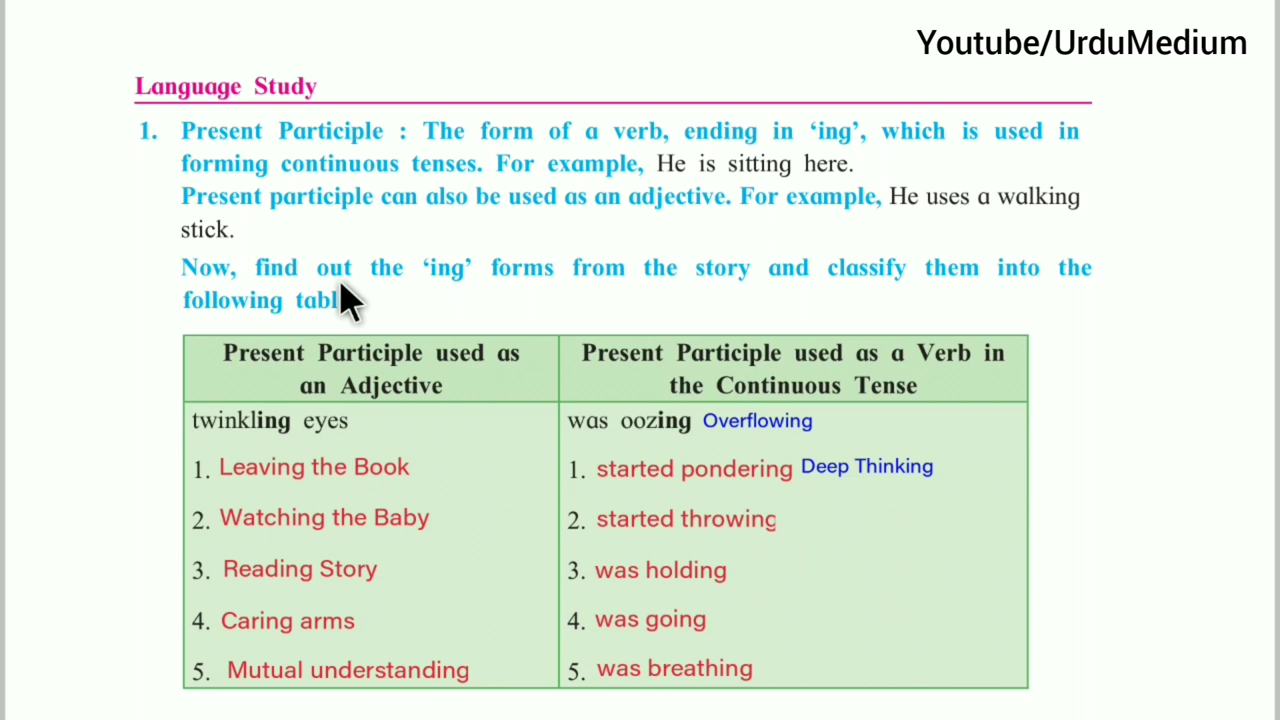 Youtube/UrduMedium
Language Study
1. Present Participle : The form of a verb, ending in ‘ing’, which is used in
forming continuous tenses. For example, He is sitting here.
Present participle can also be used as an adjective. For example, He uses a walking
stick.
Now, find out the ‘ing’ forms from the story and classify them into the
following tabl
Present Participle used as
an Adjective
Present Participle used as a Verb in
the Continuous Tense
twinkling eyes
was oozing Overflowing
1. Leaving the Book
1. started pondering Deep Thinking
2. Watching the Baby
2. started throwing
3. Reading Story
3. was holding
4. Caring arms
4. was going
5. Mutual understanding
5. was breathing